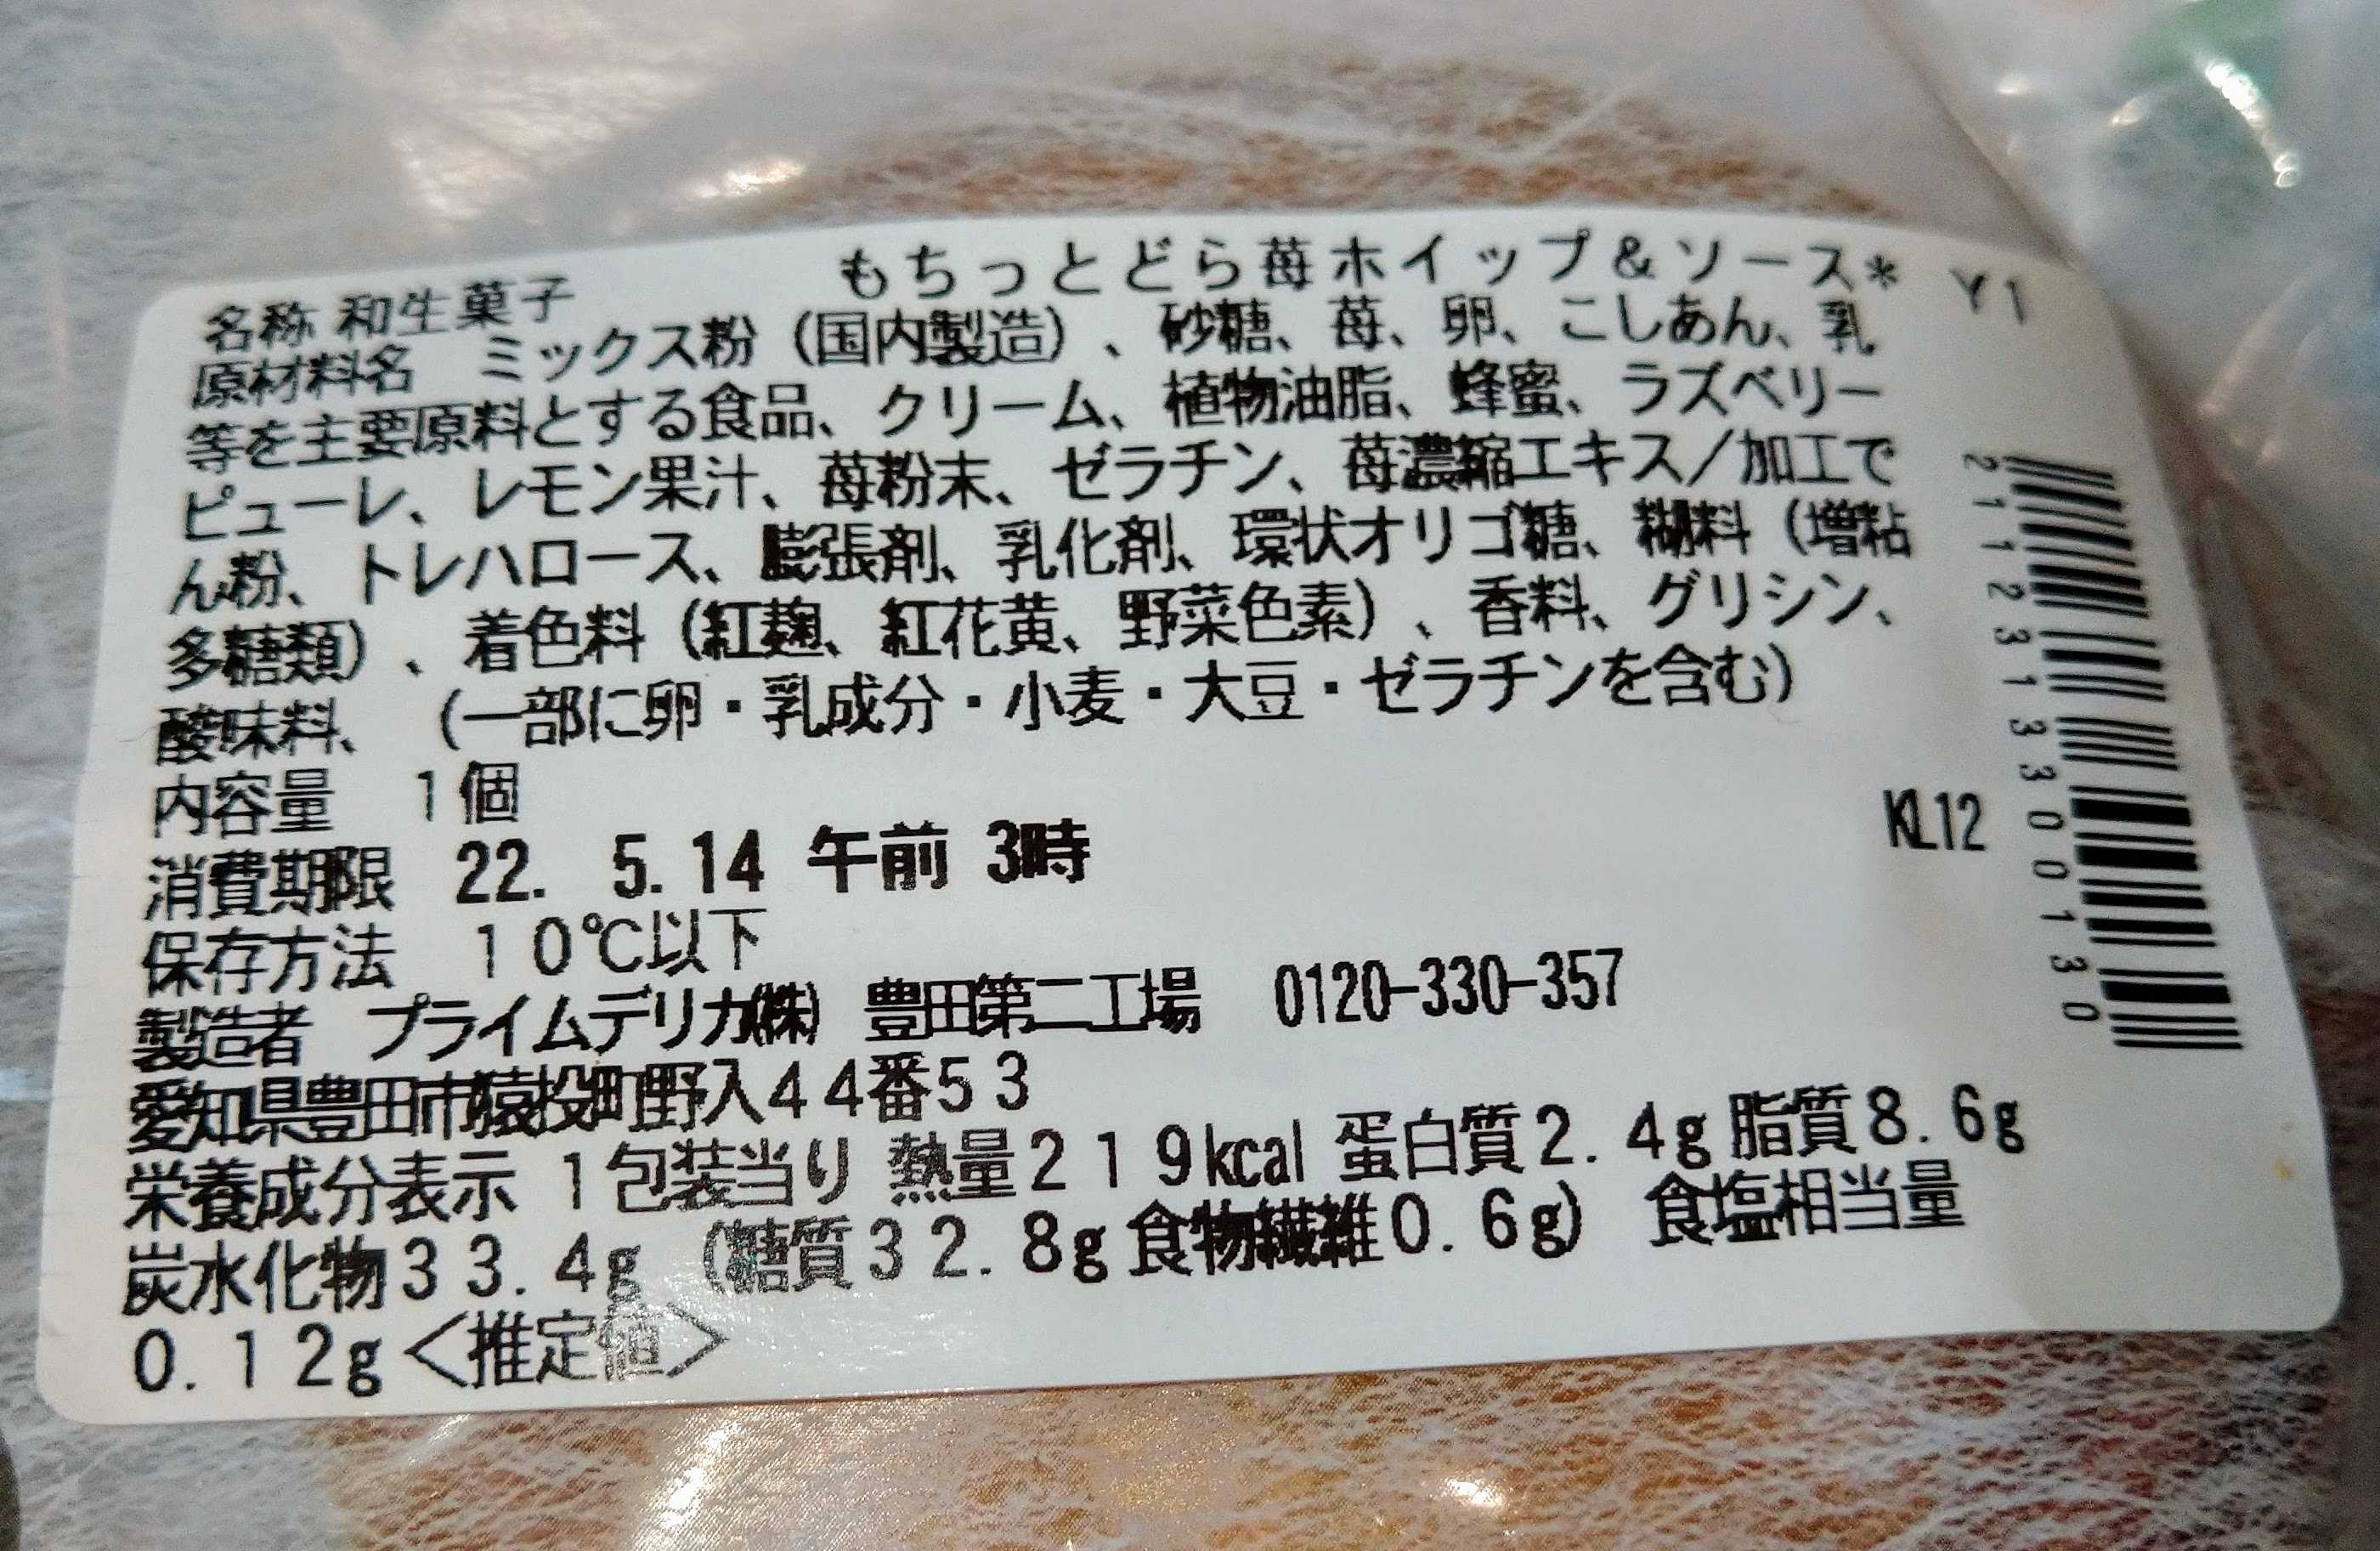 もちっとどら苺ホイップ&ソース* Y1
名称 和生菓子
原材料名 ミックス粉（国内製造）、砂糖、苺、卵、こしあん、乳
等を主要原料とする食品、クリーム、植物油脂、蜂蜜、ラズベリー
ピューレ、レモン果汁、苺粉末、ゼラチン、苺濃縮エキス／加工で
ん粉、トレハロース、膨張剤、乳化剤、環状オリゴ糖、糊料（増粘
多糖類）、着色料（紅麹、紅花黄、野菜色素）、香料、グリシン、
酸味料、（一部に卵・乳成分・小麦・大豆・ゼラチンを含む）
内容量 1個
消費期限 22. 5.14 午前 3時
保存方法 10℃以下
製造者 プライムデリカ㈱ 豊田第二工場 0120-330-357
愛知県豊田市猿投町野入44番53
栄養成分表示 1包装当り 熱量219kcal 蛋白質2.4g 脂質8.6g
炭水化物33.4g（糖質32.8g 食物繊維0.6g） 食塩相当量
0.12g＜推定値＞
KL12
2112313300130